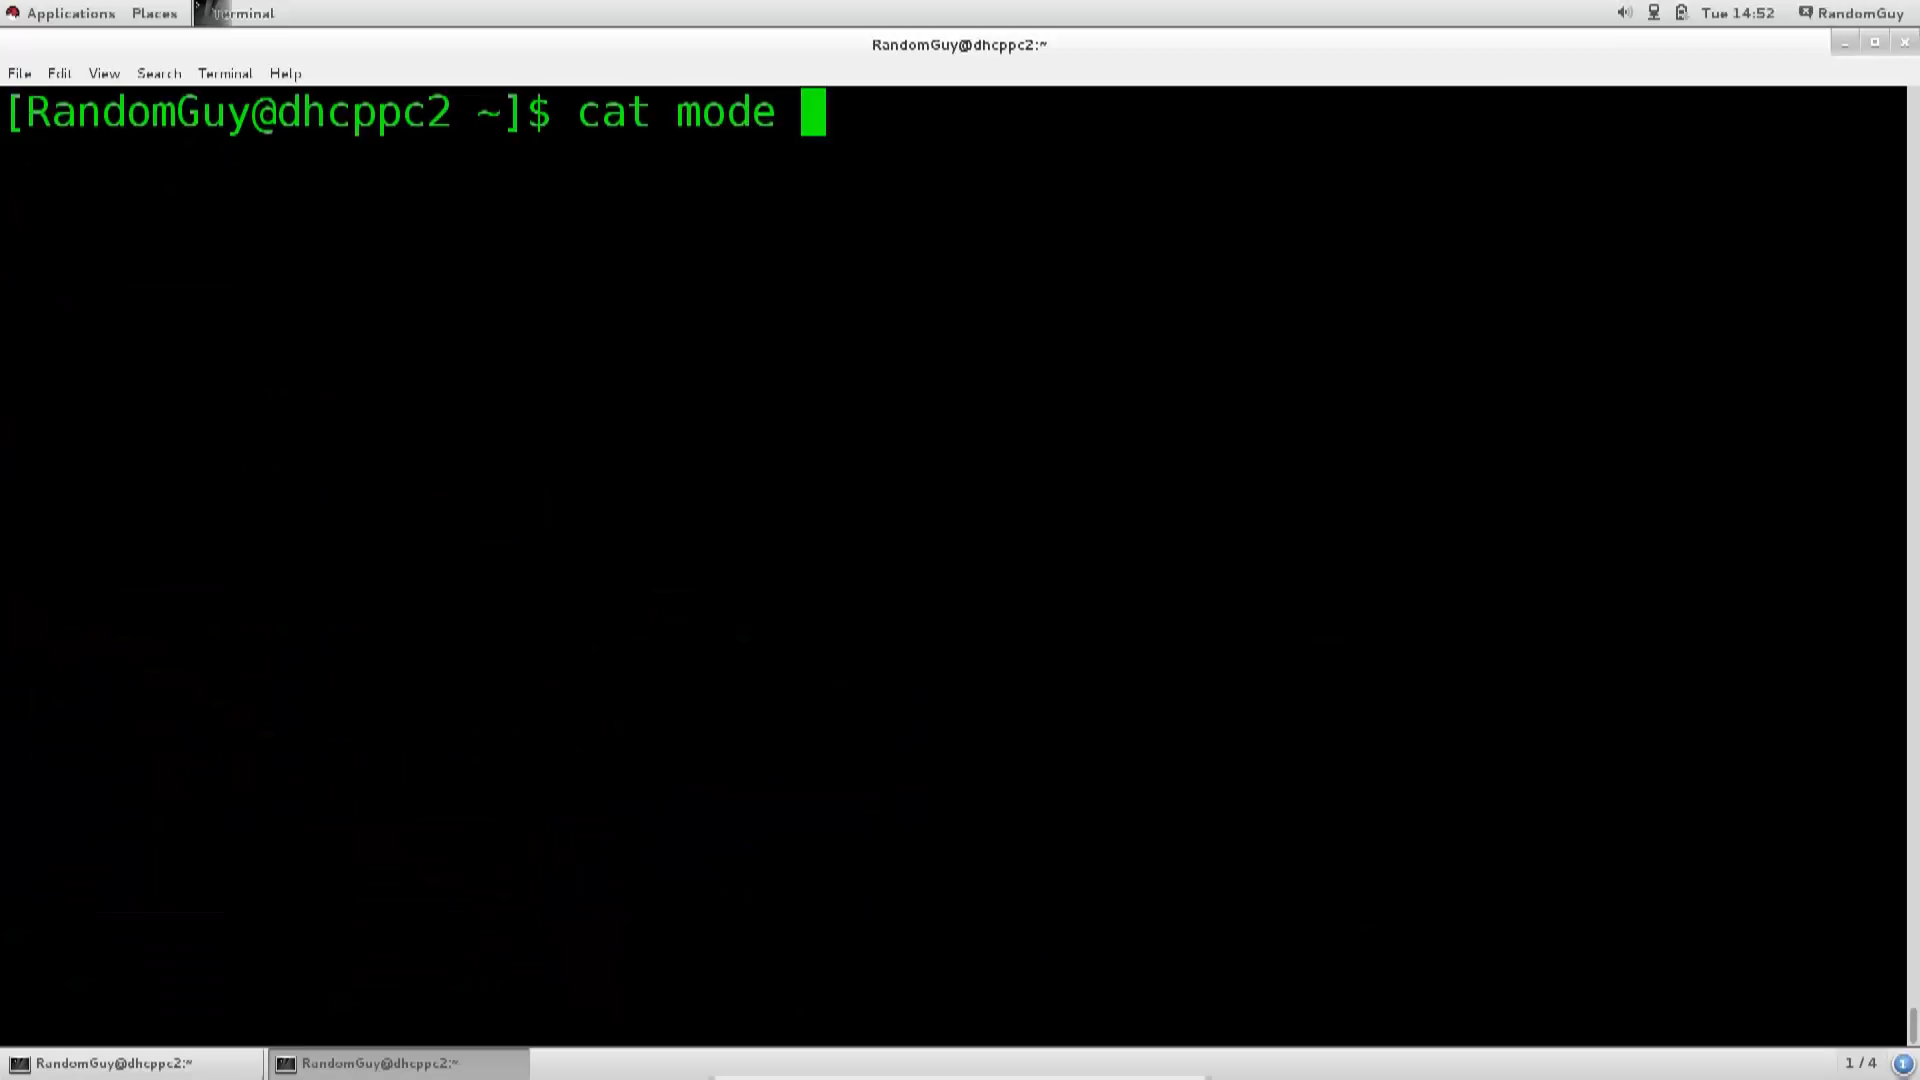 Applications Places Terminal Tue 14:52 RandomGuy
RandomGuy@dhcppc2:~
File Edit View Search Terminal Help
[RandomGuy@dhcppc2 ~]$ cat mode
RandomGuy@dhcppc2:~ RandomGuy@dhcppc2:~ 1 / 4 1